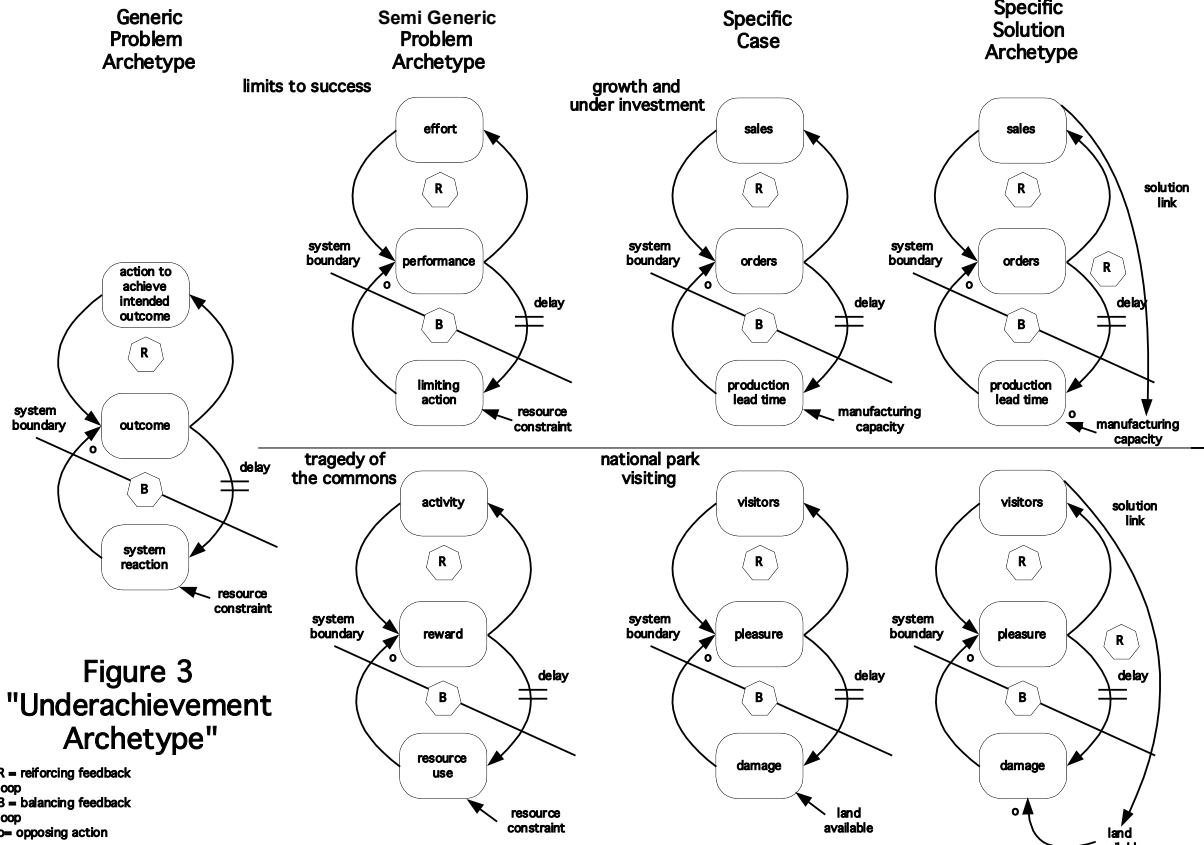 Generic
Problem
Archetype
Semi Generic
Problem
Archetype
Specific
Case
Specific
Solution
Archetype
limits to success
growth and
under investment
effort
R
performance
system
boundary
o
B
delay
limiting
action
resource
constraint
sales
R
orders
system
boundary
o
B
delay
production
lead time
manufacturing
capacity
sales
R
solution
link
orders
system
boundary
o
R
B
delay
production
lead time
o
manufacturing
capacity
action to
achieve
intended
outcome
R
outcome
system
boundary
o
B
delay
system
reaction
resource
constraint
tragedy of
the commons
activity
R
reward
system
boundary
o
B
delay
resource
use
resource
constraint
national park
visiting
visitors
R
pleasure
system
boundary
o
B
delay
damage
land
available
visitors
R
solution
link
pleasure
system
boundary
o
R
B
delay
damage
o
land
Figure 3
"Underachievement
Archetype"
R = reiforcing feedback
oop
B = balancing feedback
oop
o= opposing action